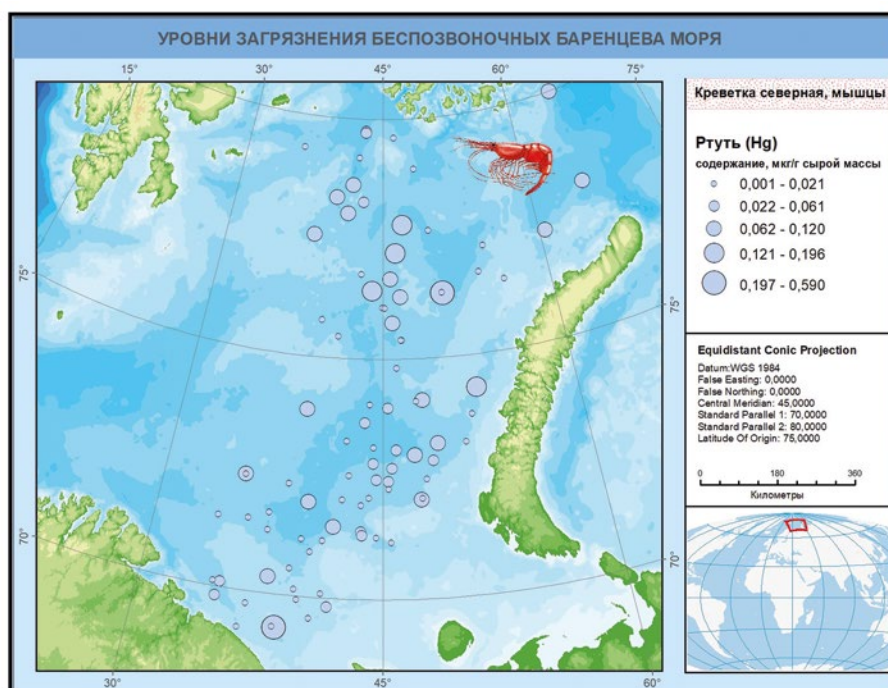 УРОВНИ ЗАГРЯЗНЕНИЯ БЕСПОЗВОНОЧНЫХ БАРЕНЦЕВА МОРЯ
15° 30° 45° 60° 75°
75°
75°
70°
70°
30° 45° 60°
Креветка северная, мышцы
Ртуть (Hg)
содержание, мкг/г сырой массы
0,001 - 0,021
0,022 - 0,061
0,062 - 0,120
0,121 - 0,196
0,197 - 0,590
Equidistant Conic Projection
Datum:WGS 1984
False Easting: 0,0000
False Northing: 0,0000
Central Meridian: 45,0000
Standard Parallel 1: 70,0000
Standard Parallel 2: 80,0000
Latitude Of Origin: 75,0000
0 180 360
Километры